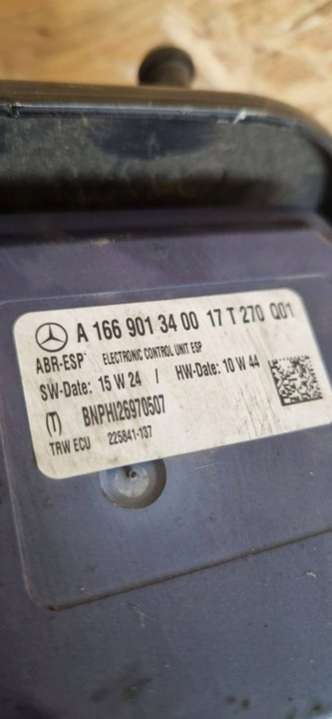 A 166 901 34 00 17 T 270 Q01
ABR-ESP ELECTRONIC CONTROL UNIT ESP
SW-Date: 15 W 24 / HW-Date: 10 W 44
(T) BNPHI26970507
TRW ECU 225841-137